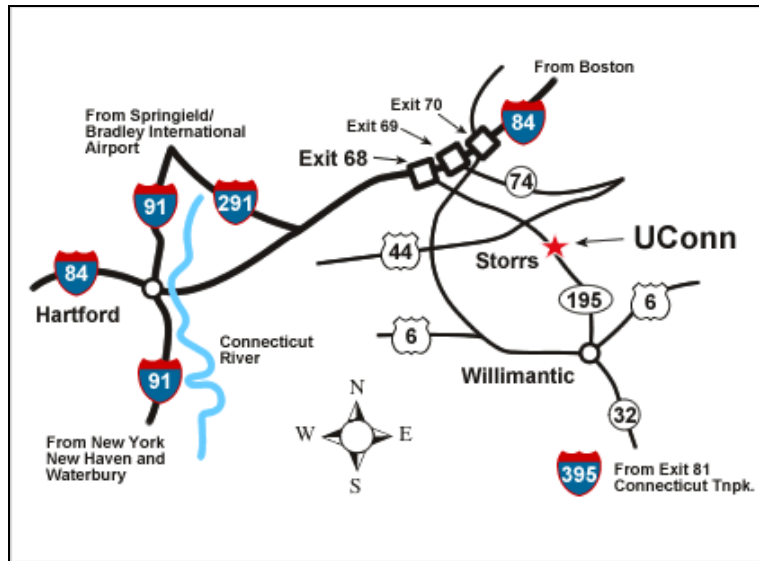 From Boston
Exit 70
From Springield/
Bradley International
Airport
Exit 69
84
Exit 68
74
91
291
44
UConn
Storrs
84
195
6
Hartford
6
Connecticut
River
Willimantic
91
N
W
E
S
32
From New York
New Haven and
Waterbury
395
From Exit 81
Connecticut Tnpk.